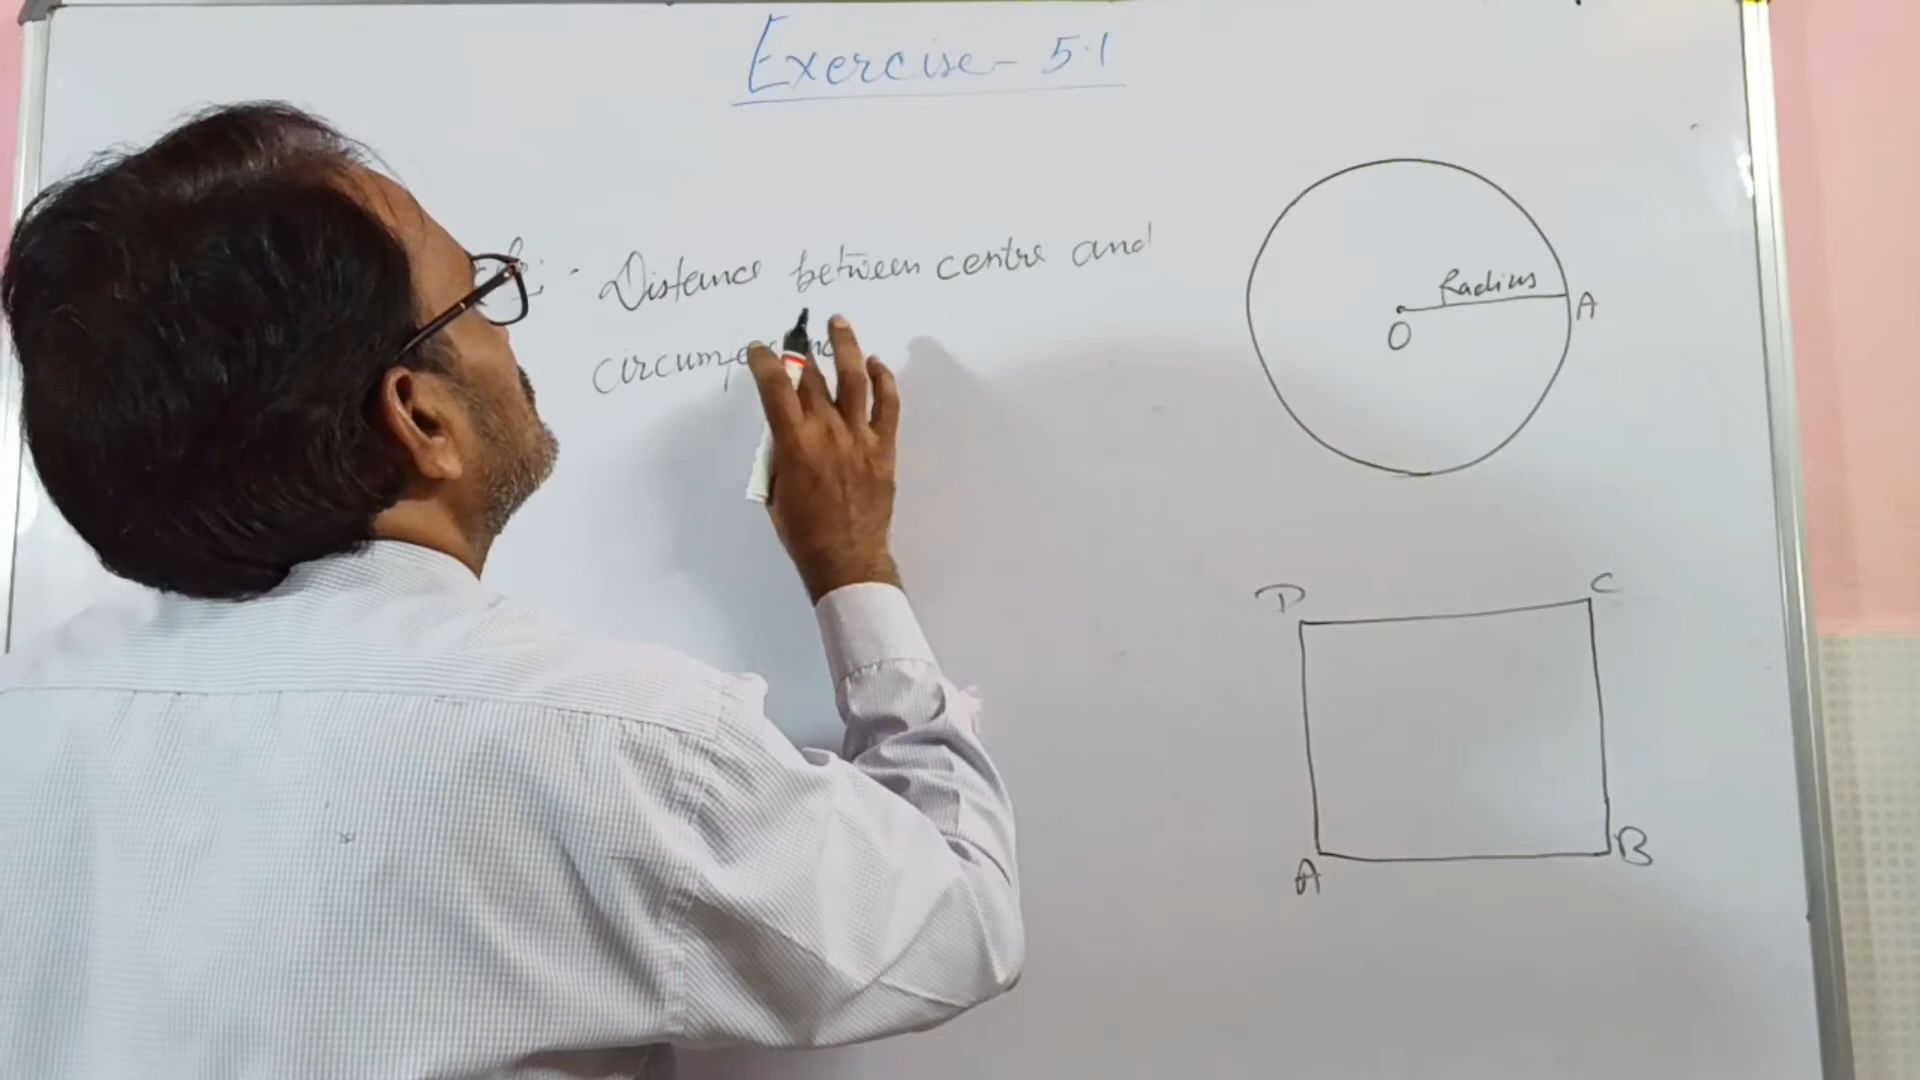 Exercise - 5.1
Distance between centre and
Radius
A
O
D
C
A
B